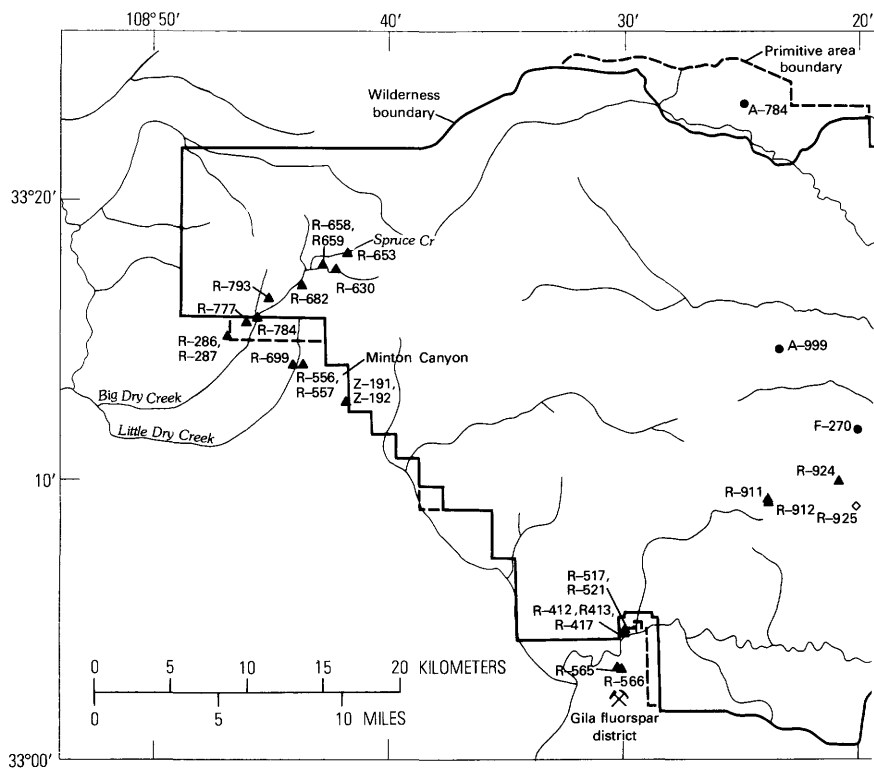 108°50′
40′
30′
20′
Primitive area
boundary
Wilderness
boundary
A–784
33°20′
R–658,
R659
Spruce Cr
R–653
R–793
R–682
R–630
R–777
R–784
R–286,
R–287
R–699
R–556,
R–557
Minton Canyon
Z–191,
Z–192
A–999
Big Dry Creek
Little Dry Creek
F–270
10′
R–924
R–911
R–912
R–925
R–517,
R–521
R–412, R413,
R–417
R–565
R–566
Gila fluorspar
district
0 5 10 15 20 KILOMETERS
0 5 10 MILES
33°00′